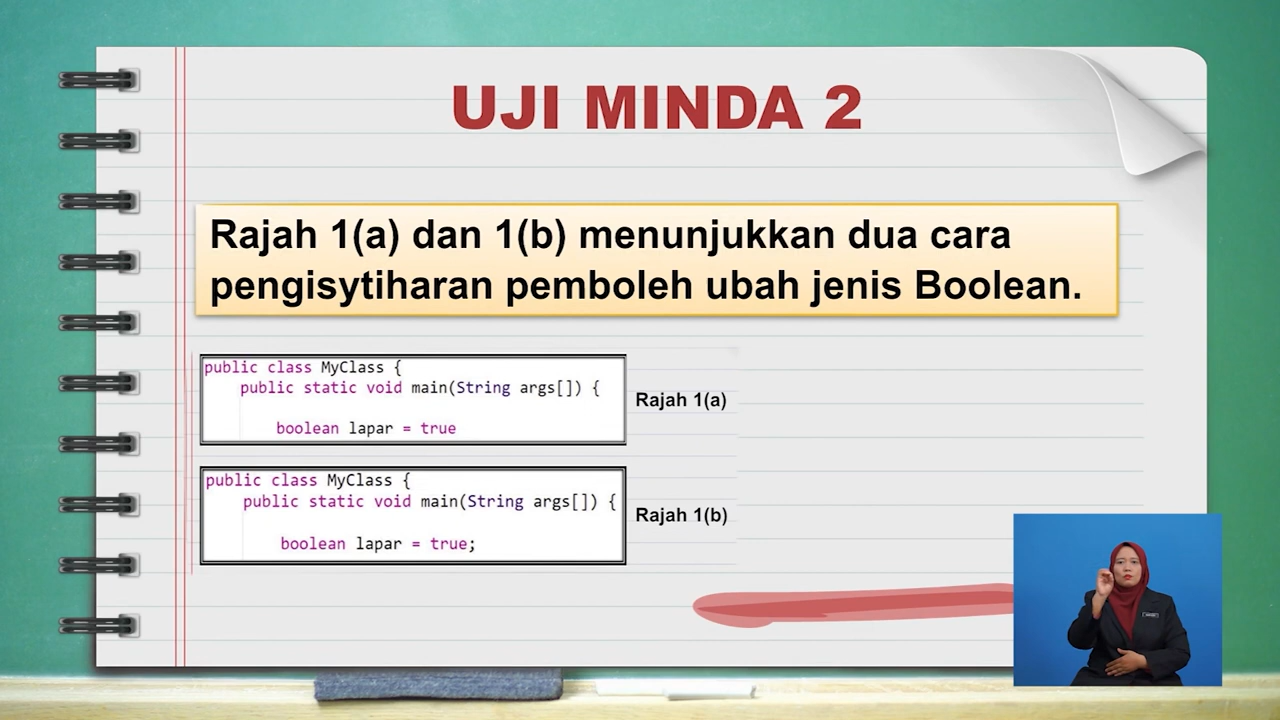 UJI MINDA 2
Rajah 1(a) dan 1(b) menunjukkan dua cara
pengisytiharan pemboleh ubah jenis Boolean.
public class MyClass {
public static void main(String args[]) {
boolean lapar = true
Rajah 1(a)
public class MyClass {
public static void main(String args[]) {
boolean lapar = true;
Rajah 1(b)